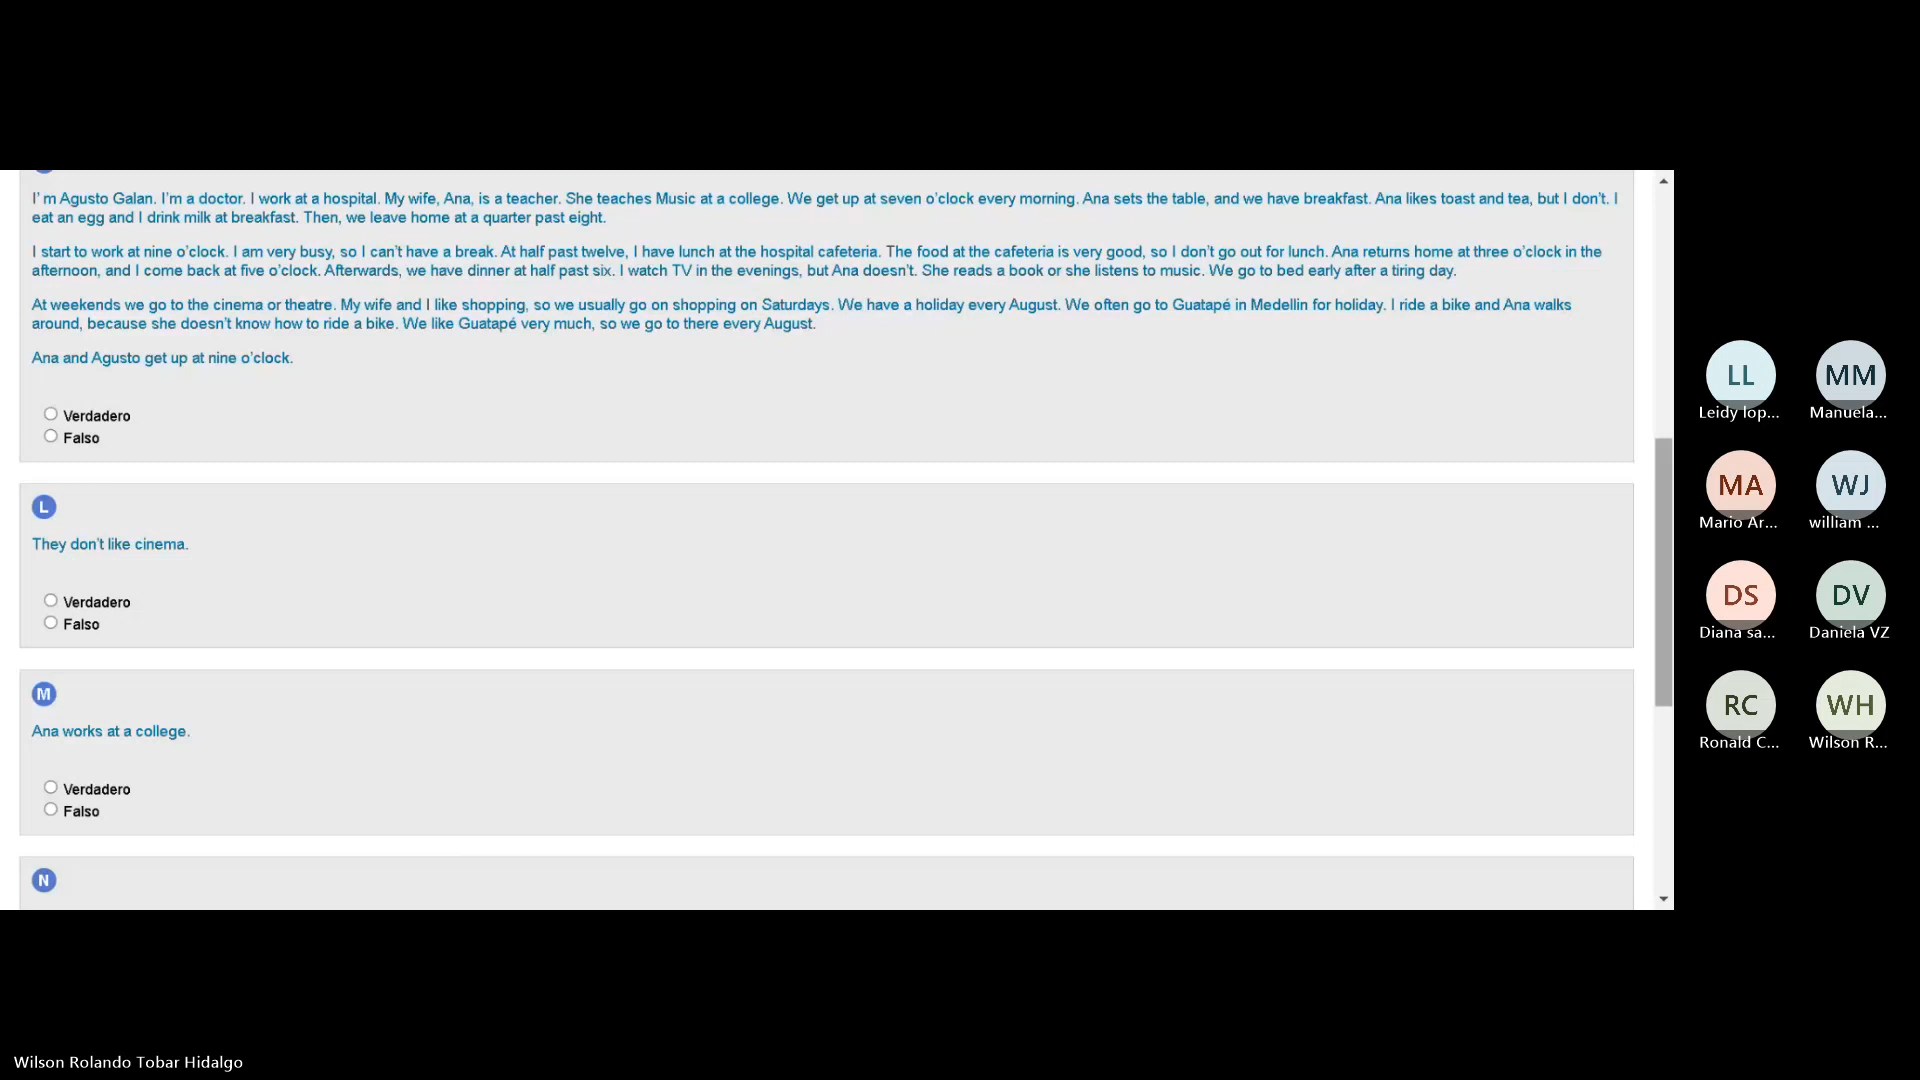 I' m Agusto Galan. I'm a doctor. I work at a hospital. My wife, Ana, is a teacher. She teaches Music at a college. We get up at seven o'clock every morning. Ana sets the table, and we have breakfast. Ana likes toast and tea, but I don't. I
eat an egg and I drink milk at breakfast. Then, we leave home at a quarter past eight.
I start to work at nine o'clock. I am very busy, so I can't have a break. At half past twelve, I have lunch at the hospital cafeteria. The food at the cafeteria is very good, so I don't go out for lunch. Ana returns home at three o'clock in the
afternoon, and I come back at five o'clock. Afterwards, we have dinner at half past six. I watch TV in the evenings, but Ana doesn't. She reads a book or she listens to music. We go to bed early after a tiring day.
At weekends we go to the cinema or theatre. My wife and I like shopping, so we usually go on shopping on Saturdays. We have a holiday every August. We often go to Guatapé in Medellin for holiday. I ride a bike and Ana walks
around, because she doesn't know how to ride a bike. We like Guatapé very much, so we go to there every August.
Ana and Agusto get up at nine o'clock.
Verdadero
Falso
L
They don't like cinema.
Verdadero
Falso
M
Ana works at a college.
Verdadero
Falso
N
LL
Leidy lop...
MM
Manuela...
MA
Mario Ar...
WJ
william ...
DS
Diana sa...
DV
Daniela VZ
RC
Ronald C...
WH
Wilson R...
Wilson Rolando Tobar Hidalgo